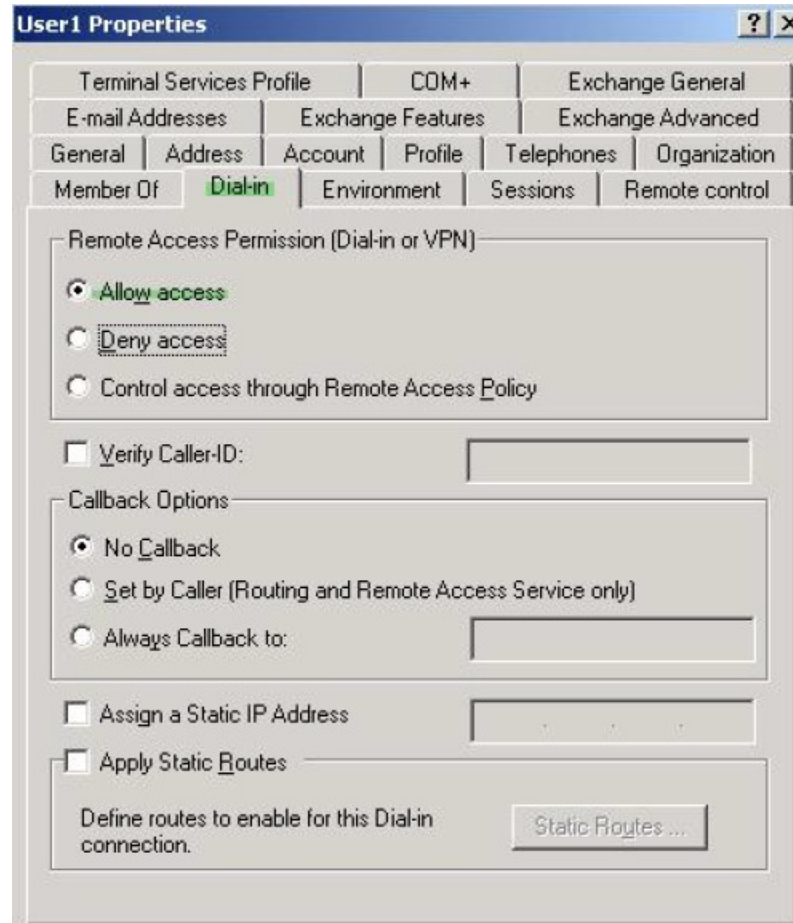 User1 Properties
Terminal Services Profile COM+ Exchange General
E-mail Addresses Exchange Features Exchange Advanced
General Address Account Profile Telephones Organization
Member Of Dial-in Environment Sessions Remote control
Remote Access Permission (Dial-in or VPN)
Allow access
Deny access
Control access through Remote Access Policy
Verify Caller-ID:
Callback Options
No Callback
Set by Caller (Routing and Remote Access Service only)
Always Callback to:
Assign a Static IP Address
Apply Static Routes
Define routes to enable for this Dial-in
connection.
Static Routes ...